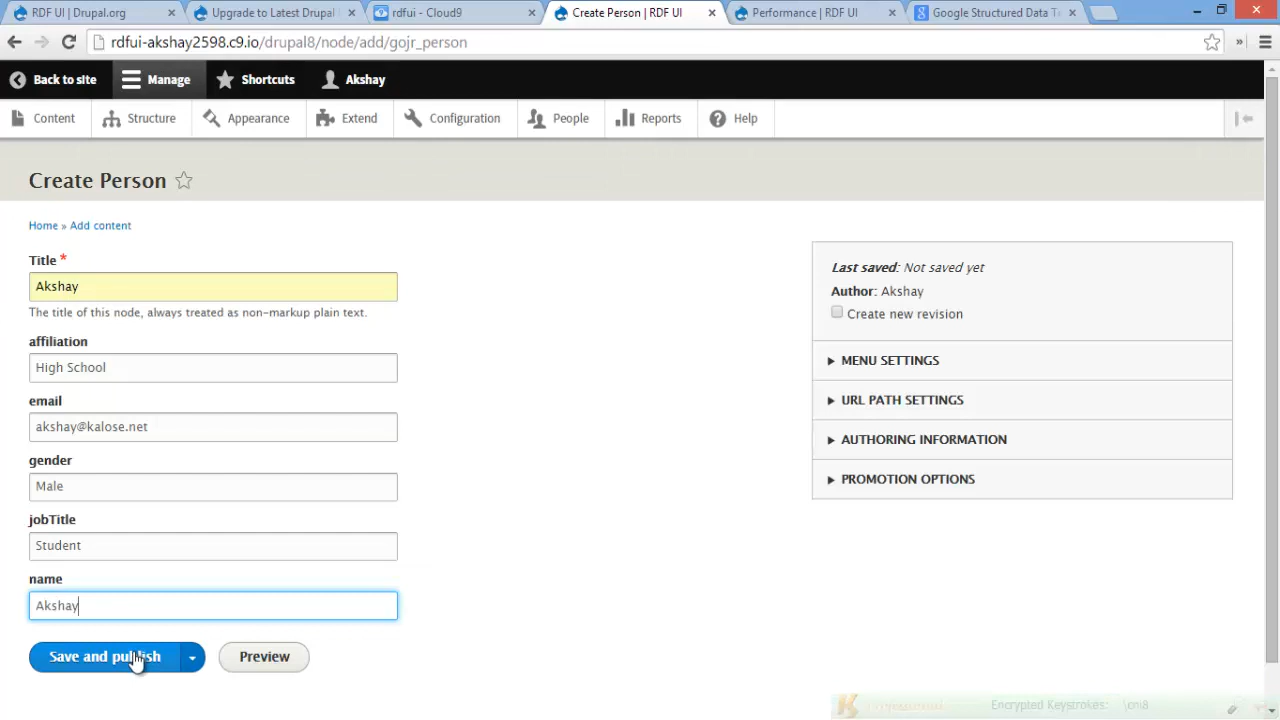 RDF UI | Drupal.org
Upgrade to Latest Drupal
rdfui - Cloud9
Create Person | RDF UI
Performance | RDF UI
Google Structured Data Te
rdfui-akshay2598.c9.io/drupal8/node/add/gojr_person
Back to site
Manage
Shortcuts
Akshay
Content
Structure
Appearance
Extend
Configuration
People
Reports
Help
Create Person
Home » Add content
Title *
Akshay
The title of this node, always treated as non-markup plain text.
affiliation
High School
email
akshay@kalose.net
gender
Male
jobTitle
Student
name
Akshay
Save and publish
Preview
Last saved: Not saved yet
Author: Akshay
Create new revision
MENU SETTINGS
URL PATH SETTINGS
AUTHORING INFORMATION
PROMOTION OPTIONS
Encrypted Keystrokes: